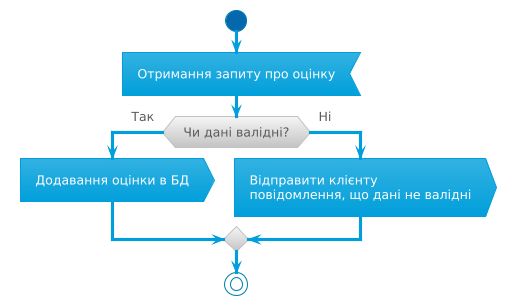 Отримання запиту про оцінку
Так
Чи дані валідні?
Ні
Додавання оцінки в БД
Відправити клієнту
повідомлення, що дані не валідні